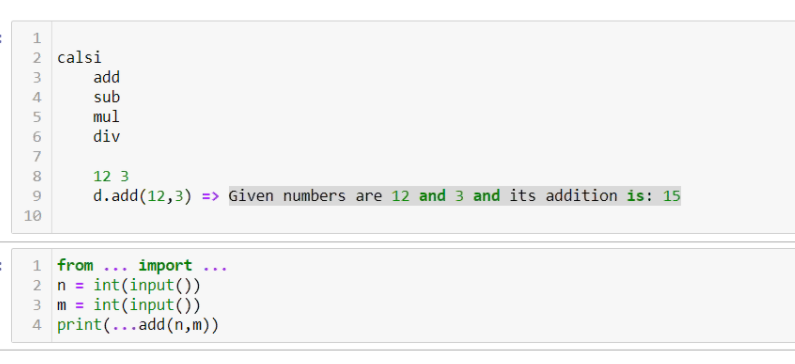 :
1
2 calsi
3     add
4     sub
5     mul
6     div
7
8     12 3
9     d.add(12,3) => Given numbers are 12 and 3 and its addition is: 15
10
:
1 from ... import ...
2 n = int(input())
3 m = int(input())
4 print(...add(n,m))